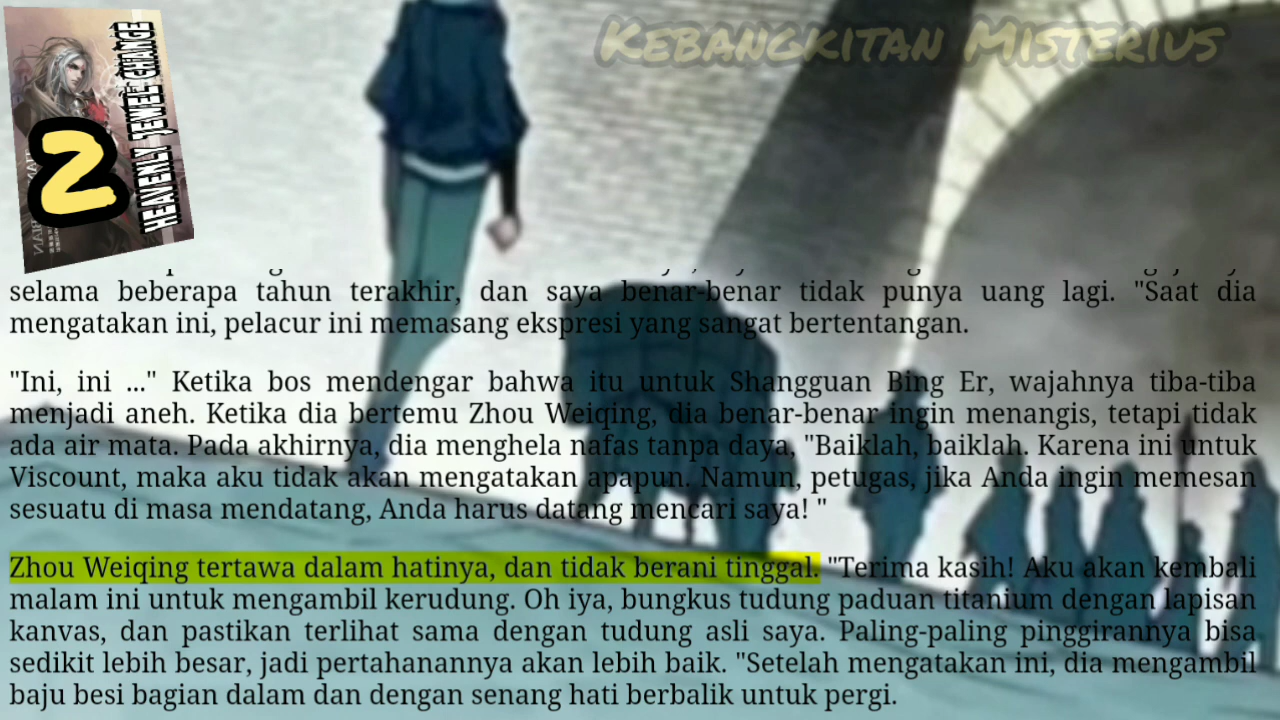 Kebangkitan Misterius
HEAVENLY JEWEL CHANGE
2
selama beberapa tahun terakhir, dan saya benar-benar tidak punya uang lagi. "Saat dia
mengatakan ini, pelacur ini memasang ekspresi yang sangat bertentangan.
"Ini, ini ..." Ketika bos mendengar bahwa itu untuk Shangguan Bing Er, wajahnya tiba-tiba
menjadi aneh. Ketika dia bertemu Zhou Weiqing, dia benar-benar ingin menangis, tetapi tidak
ada air mata. Pada akhirnya, dia menghela nafas tanpa daya, "Baiklah, baiklah. Karena ini untuk
Viscount, maka aku tidak akan mengatakan apapun. Namun, petugas, jika Anda ingin memesan
sesuatu di masa mendatang, Anda harus datang mencari saya! "
Zhou Weiqing tertawa dalam hatinya, dan tidak berani tinggal. "Terima kasih! Aku akan kembali
malam ini untuk mengambil kerudung. Oh iya, bungkus tudung paduan titanium dengan lapisan
kanvas, dan pastikan terlihat sama dengan tudung asli saya. Paling-paling pinggirannya bisa
sedikit lebih besar, jadi pertahanannya akan lebih baik. "Setelah mengatakan ini, dia mengambil
baju besi bagian dalam dan dengan senang hati berbalik untuk pergi.